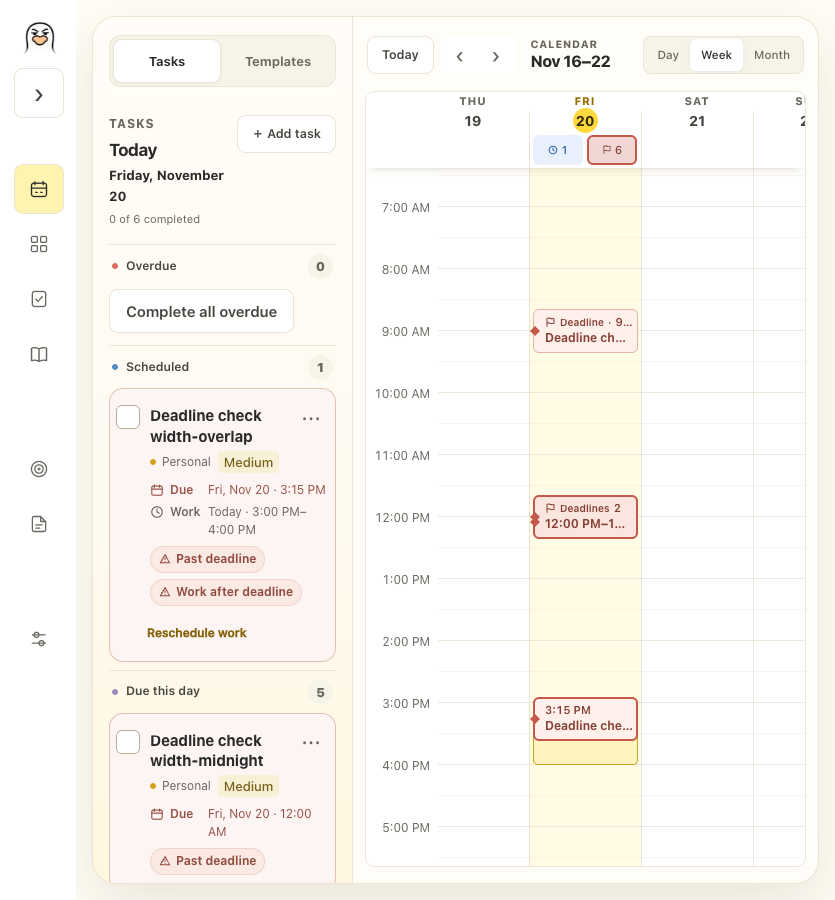 Tasks
Templates
TASKS
Today
Friday, November
20
0 of 6 completed
+ Add task
Overdue
0
Complete all overdue
Scheduled
1
Deadline check
width-overlap
Personal
Medium
Due
Fri, Nov 20 · 3:15 PM
Work
Today · 3:00 PM–
4:00 PM
Past deadline
Work after deadline
Reschedule work
Due this day
5
Deadline check
width-midnight
Personal
Medium
Due
Fri, Nov 20 · 12:00
AM
Past deadline
Today
CALENDAR
Nov 16–22
Day
Week
Month
THU
19
FRI
20
SAT
21
1
6
7:00 AM
8:00 AM
9:00 AM
10:00 AM
11:00 AM
12:00 PM
1:00 PM
2:00 PM
3:00 PM
4:00 PM
5:00 PM
Deadline · 9...
Deadline ch...
Deadlines 2
12:00 PM–1...
3:15 PM
Deadline che...